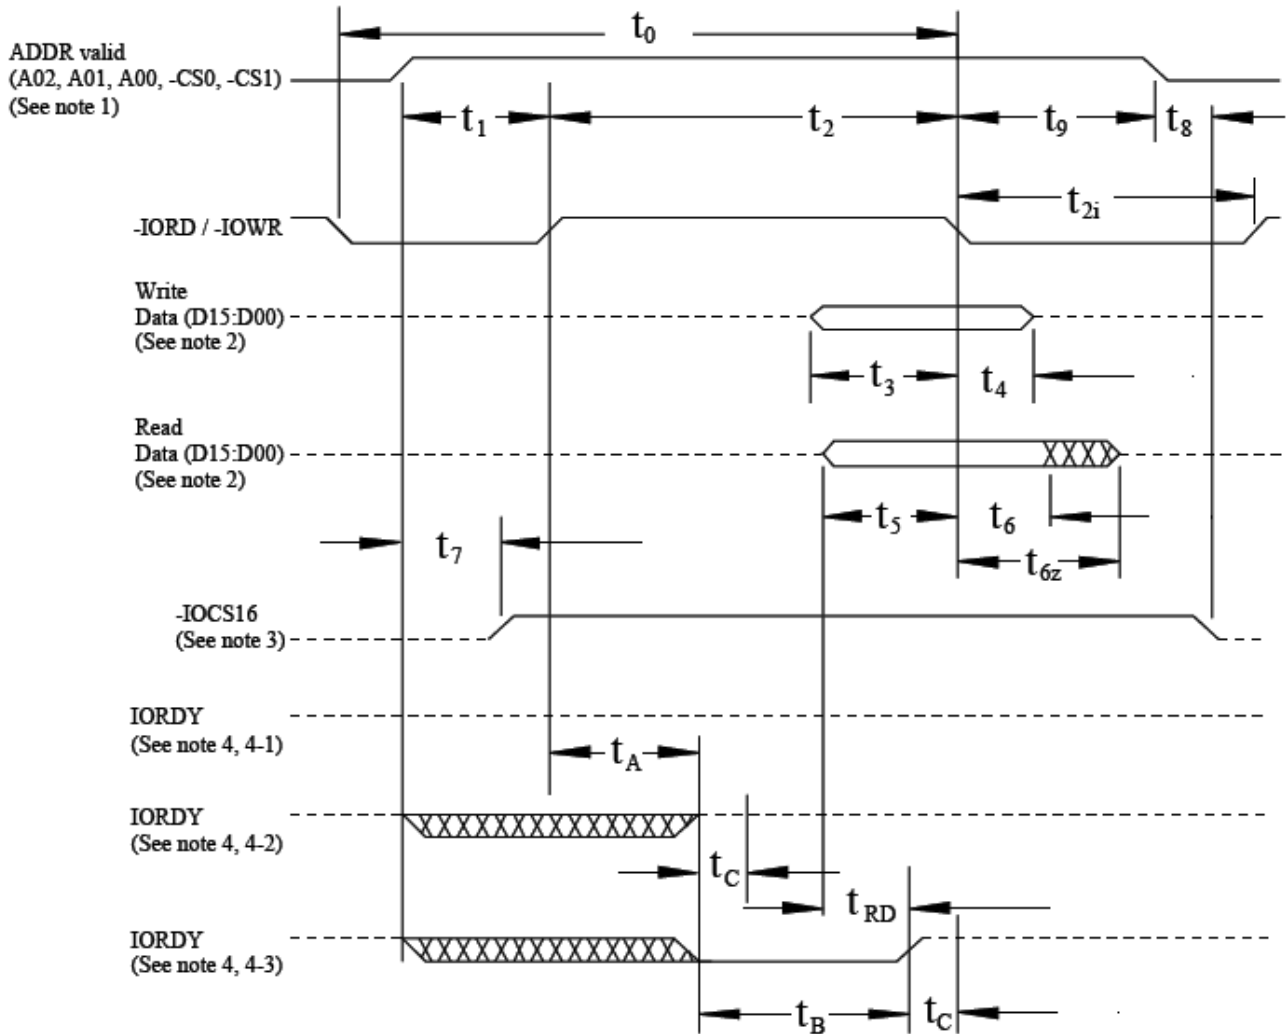 t0
ADDR valid
(A02, A01, A00, -CS0, -CS1)
(See note 1)
t1
t2
t9
t8
t2i
-IORD / -IOWR
Write
Data (D15:D00)
(See note 2)
t3
t4
Read
Data (D15:D00)
(See note 2)
t5
t6
t7
t6z
-IOCS16
(See note 3)
IORDY
(See note 4, 4-1)
tA
IORDY
(See note 4, 4-2)
tC
tRD
IORDY
(See note 4, 4-3)
tB
tC